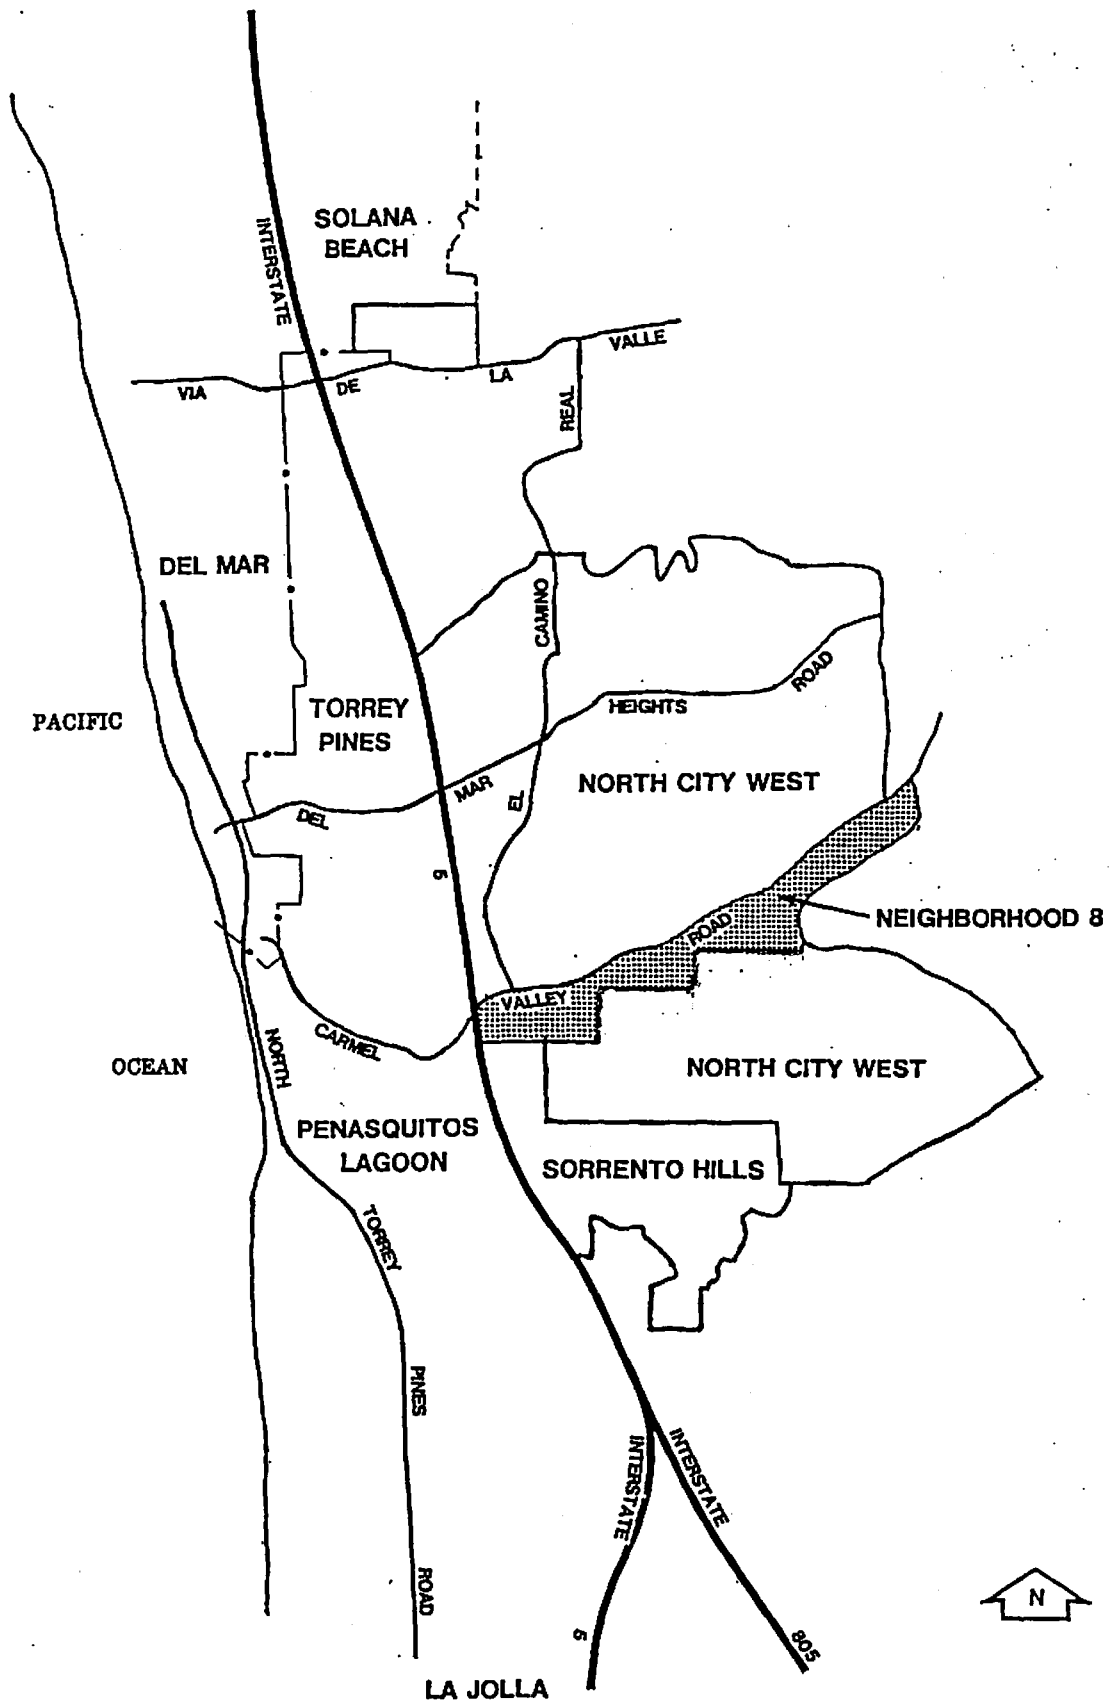 SOLANA
BEACH
INTERSTATE
VIA DE LA VALLE
REAL
DEL MAR
CAMINO
TORREY
PINES
PACIFIC
HEIGHTS ROAD
DEL MAR
EL
NORTH CITY WEST
5
NEIGHBORHOOD 8
ROAD
VALLEY
CARMEL
NORTH
OCEAN
NORTH CITY WEST
PENASQUITOS
LAGOON
SORRENTO HILLS
TORREY
PINES
INTERSTATE
INTERSTATE
ROAD
N
5
805
LA JOLLA